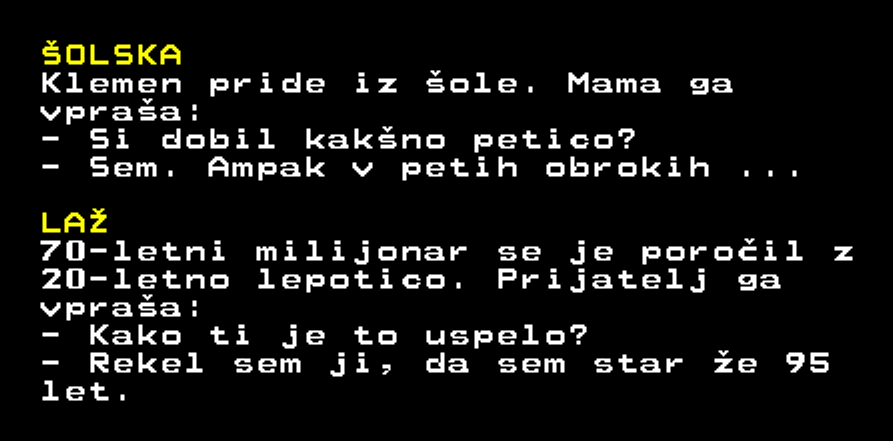 ŠOLSKA
Klemen pride iz šole. Mama ga
vpraša:
- Si dobil kakšno petico?
- Sem. Ampak v petih obrokih ...
LAŽ
70-letni milijonar se je poročil z
20-letno lepotico. Prijatelj ga
vpraša:
- Kako ti je to uspelo?
- Rekel sem ji, da sem star že 95
let.